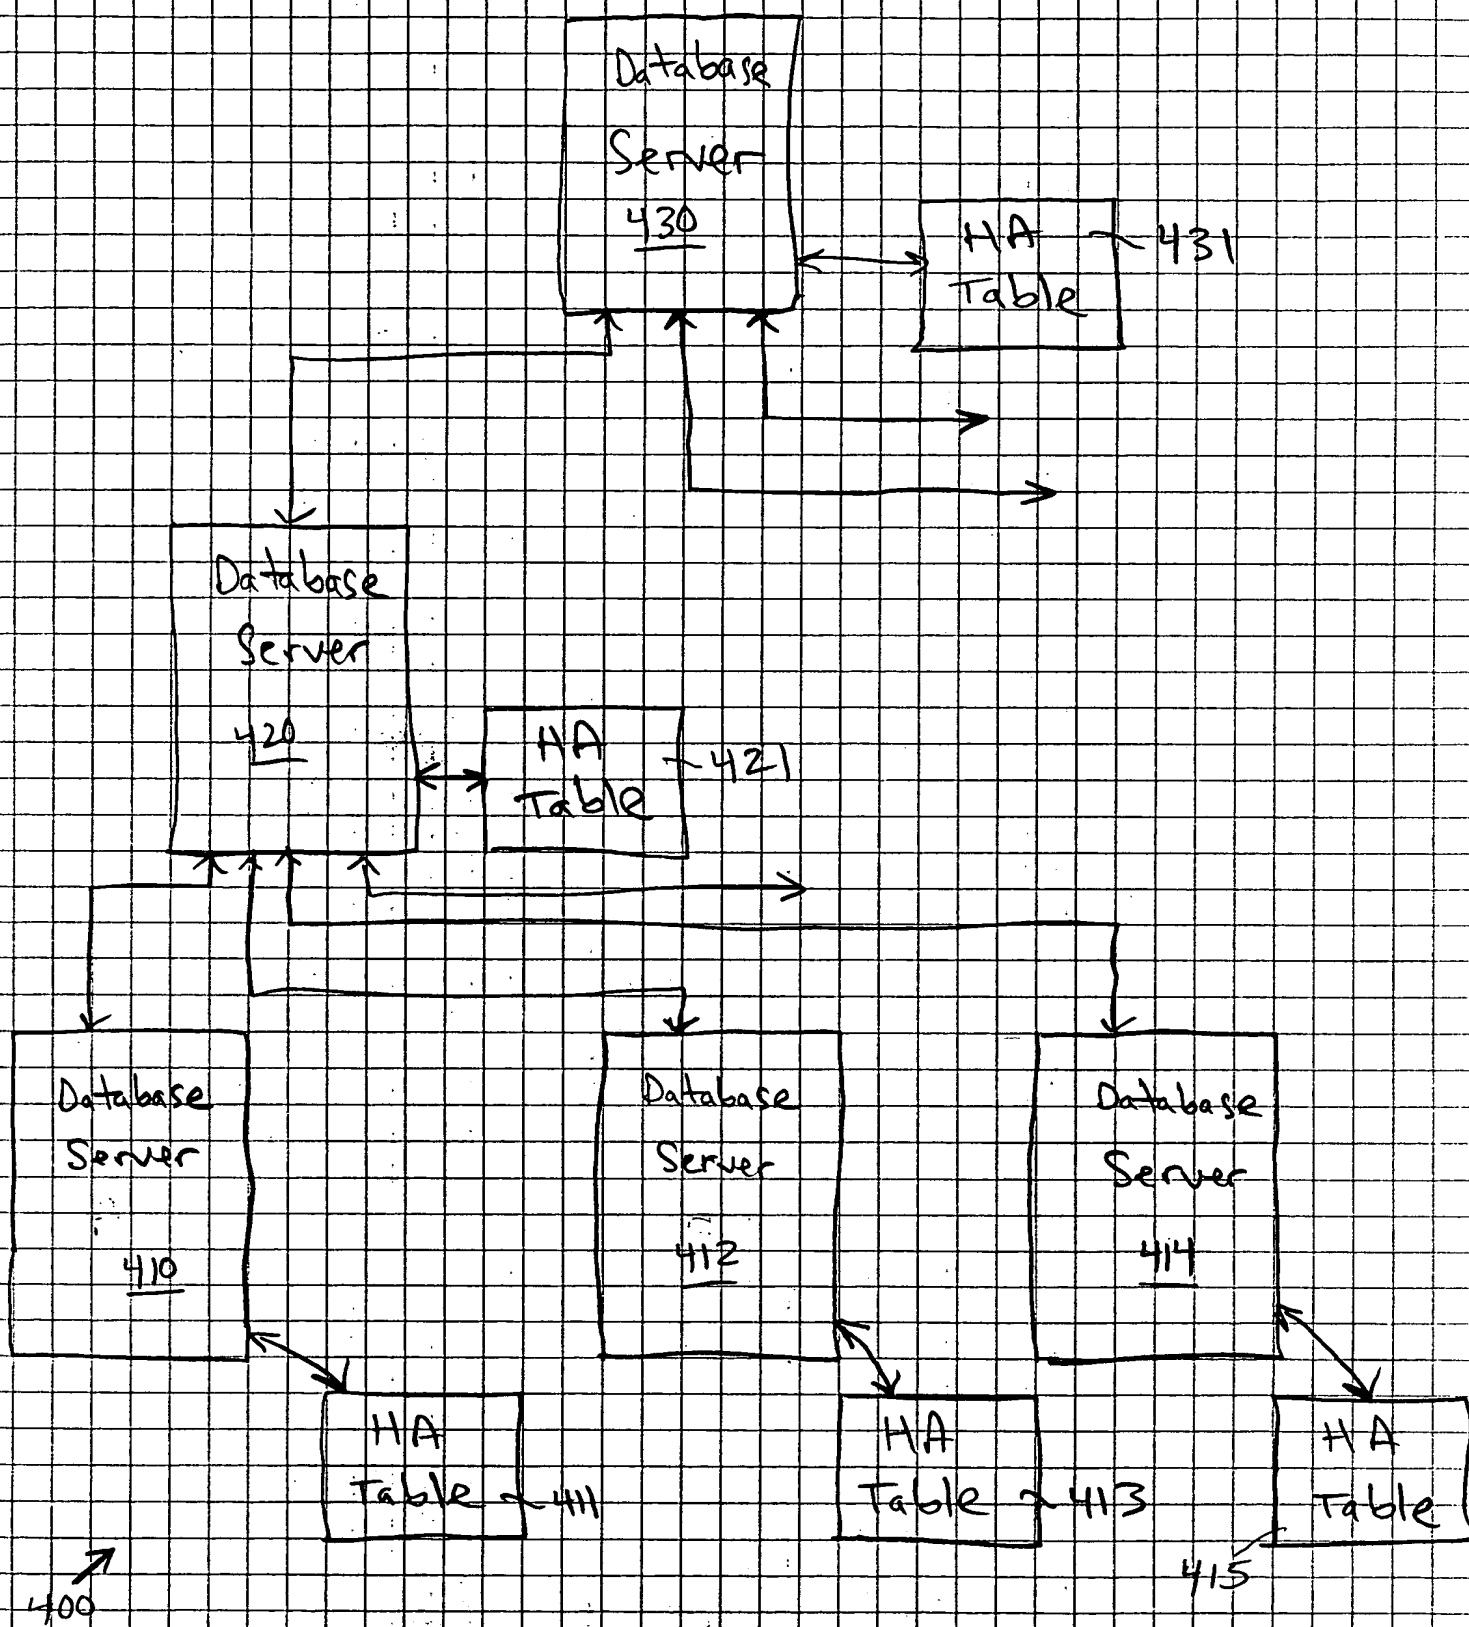 Database
Server
430
HA
Table
431
Database
Server
420
HA
Table
421
Database
Server
410
Database
Server
412
Database
Server
414
HA
Table
411
HA
Table
413
HA
Table
415
400